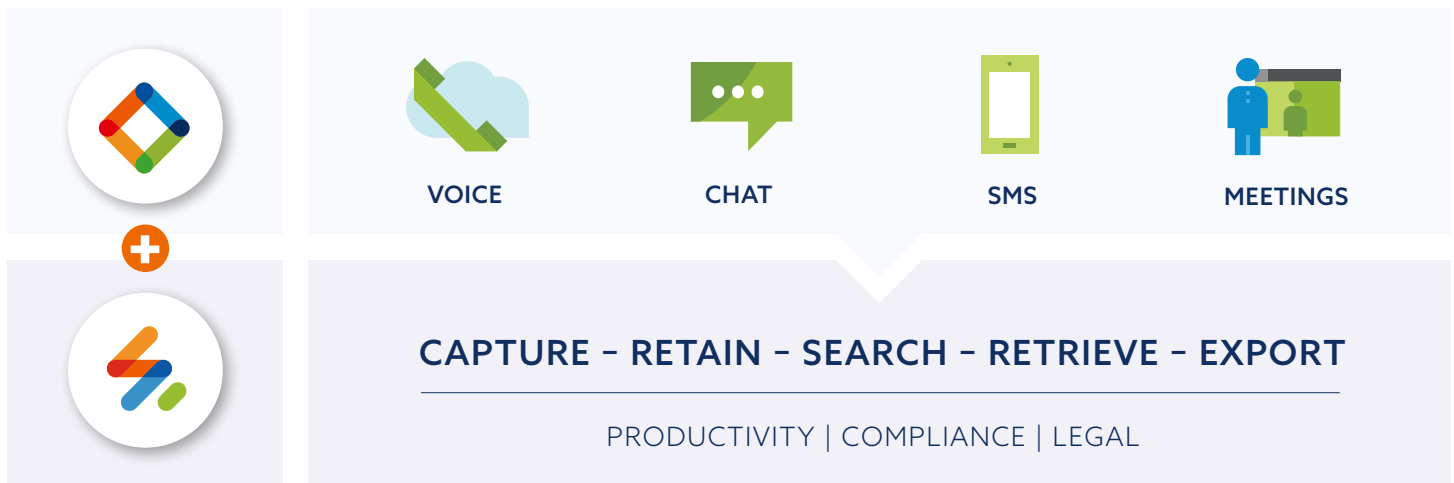 VOICE
CHAT
SMS
MEETINGS
CAPTURE – RETAIN – SEARCH – RETRIEVE – EXPORT
PRODUCTIVITY | COMPLIANCE | LEGAL